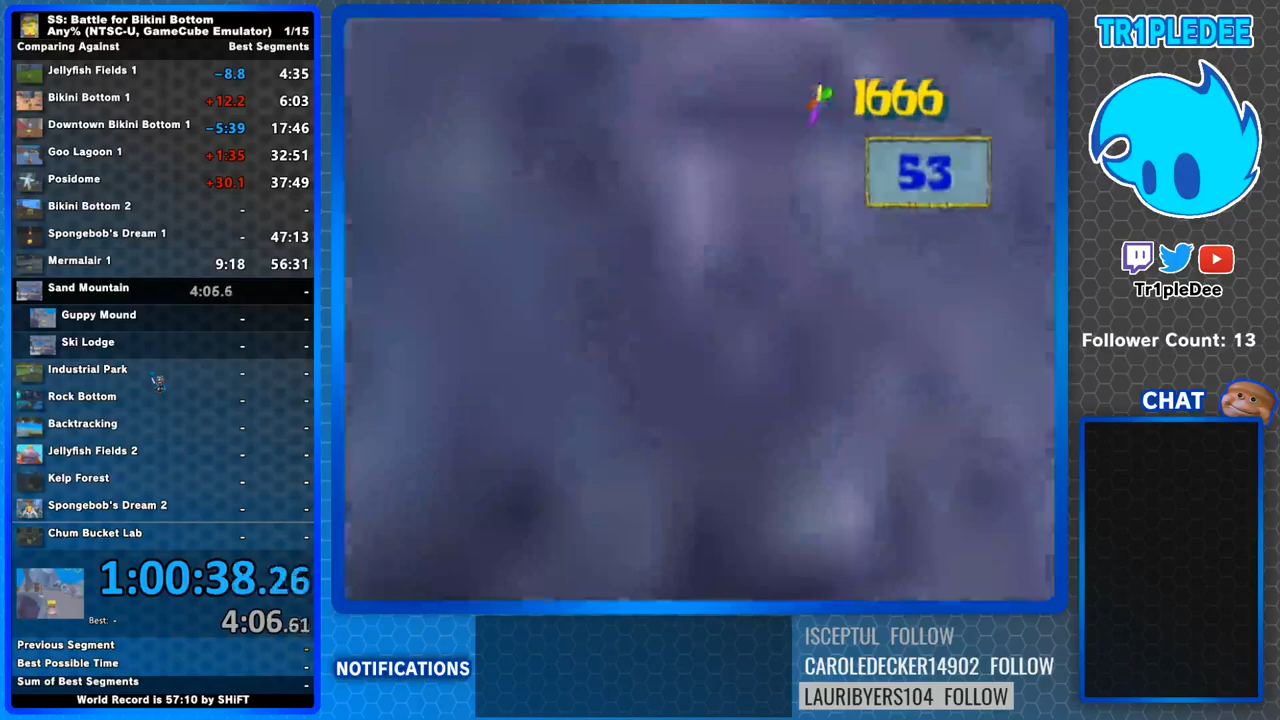 SS: Battle for Bikini Bottom
Any% (NTSC-U, GameCube Emulator) 1/15
Comparing Against Best Segments
Jellyfish Fields 1 -8.8 4:35
Bikini Bottom 1 +12.2 6:03
Downtown Bikini Bottom 1 -5:39 17:46
Goo Lagoon 1 +1:35 32:51
Posidome +30.1 37:49
Bikini Bottom 2 - -
Spongebob's Dream 1 - 47:13
Mermalair 1 9:18 56:31
Sand Mountain 4:06.6 -
Guppy Mound - -
Ski Lodge - -
Industrial Park - -
Rock Bottom - -
Backtracking - -
Jellyfish Fields 2 - -
Kelp Forest - -
Spongebob's Dream 2 - -
Chum Bucket Lab - -
1:00:38.26
Best: - 4:06.61
Previous Segment -
Best Possible Time -
Sum of Best Segments -
World Record is 57:10 by SHiFT
1666
53
NOTIFICATIONS
ISCEPTUL FOLLOW
CAROLEDECKER14902 FOLLOW
LAURIBYERS104 FOLLOW
TR1PLEDEE
Tr1pleDee
Follower Count: 13
CHAT